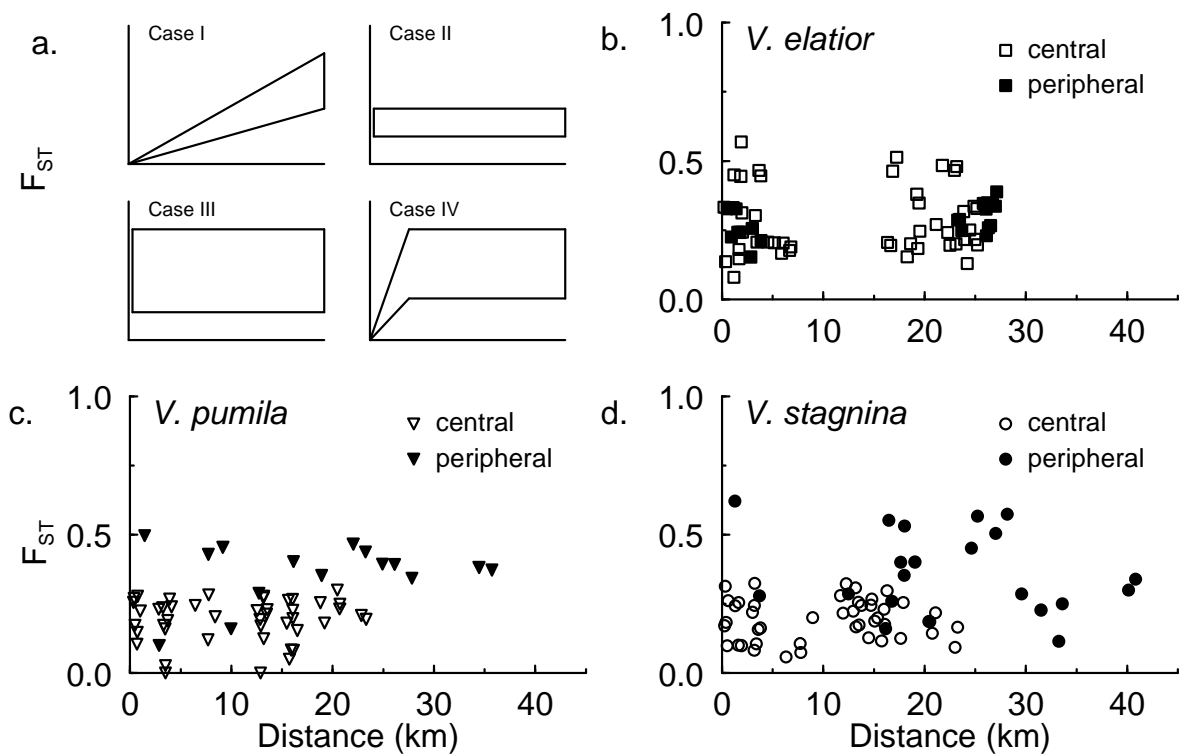 a.
Case I
Case II
Case III
Case IV
F_ST
b.
V. elatior
central
peripheral
1.0
0.5
0.0
0 10 20 30 40
c.
V. pumila
central
peripheral
1.0
0.5
0.0
F_ST
0 10 20 30 40
Distance (km)
d.
V. stagnina
central
peripheral
1.0
0.5
0.0
0 10 20 30 40
Distance (km)